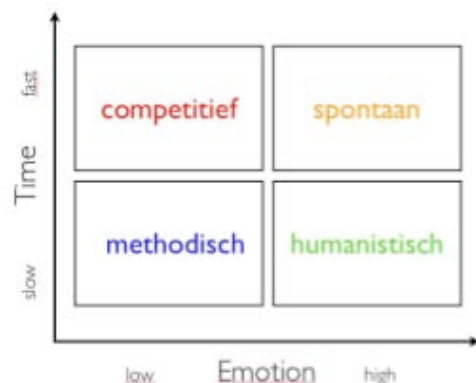 fast
competitief
spontaan
Time
slow
methodisch
humanistisch
low
Emotion
high